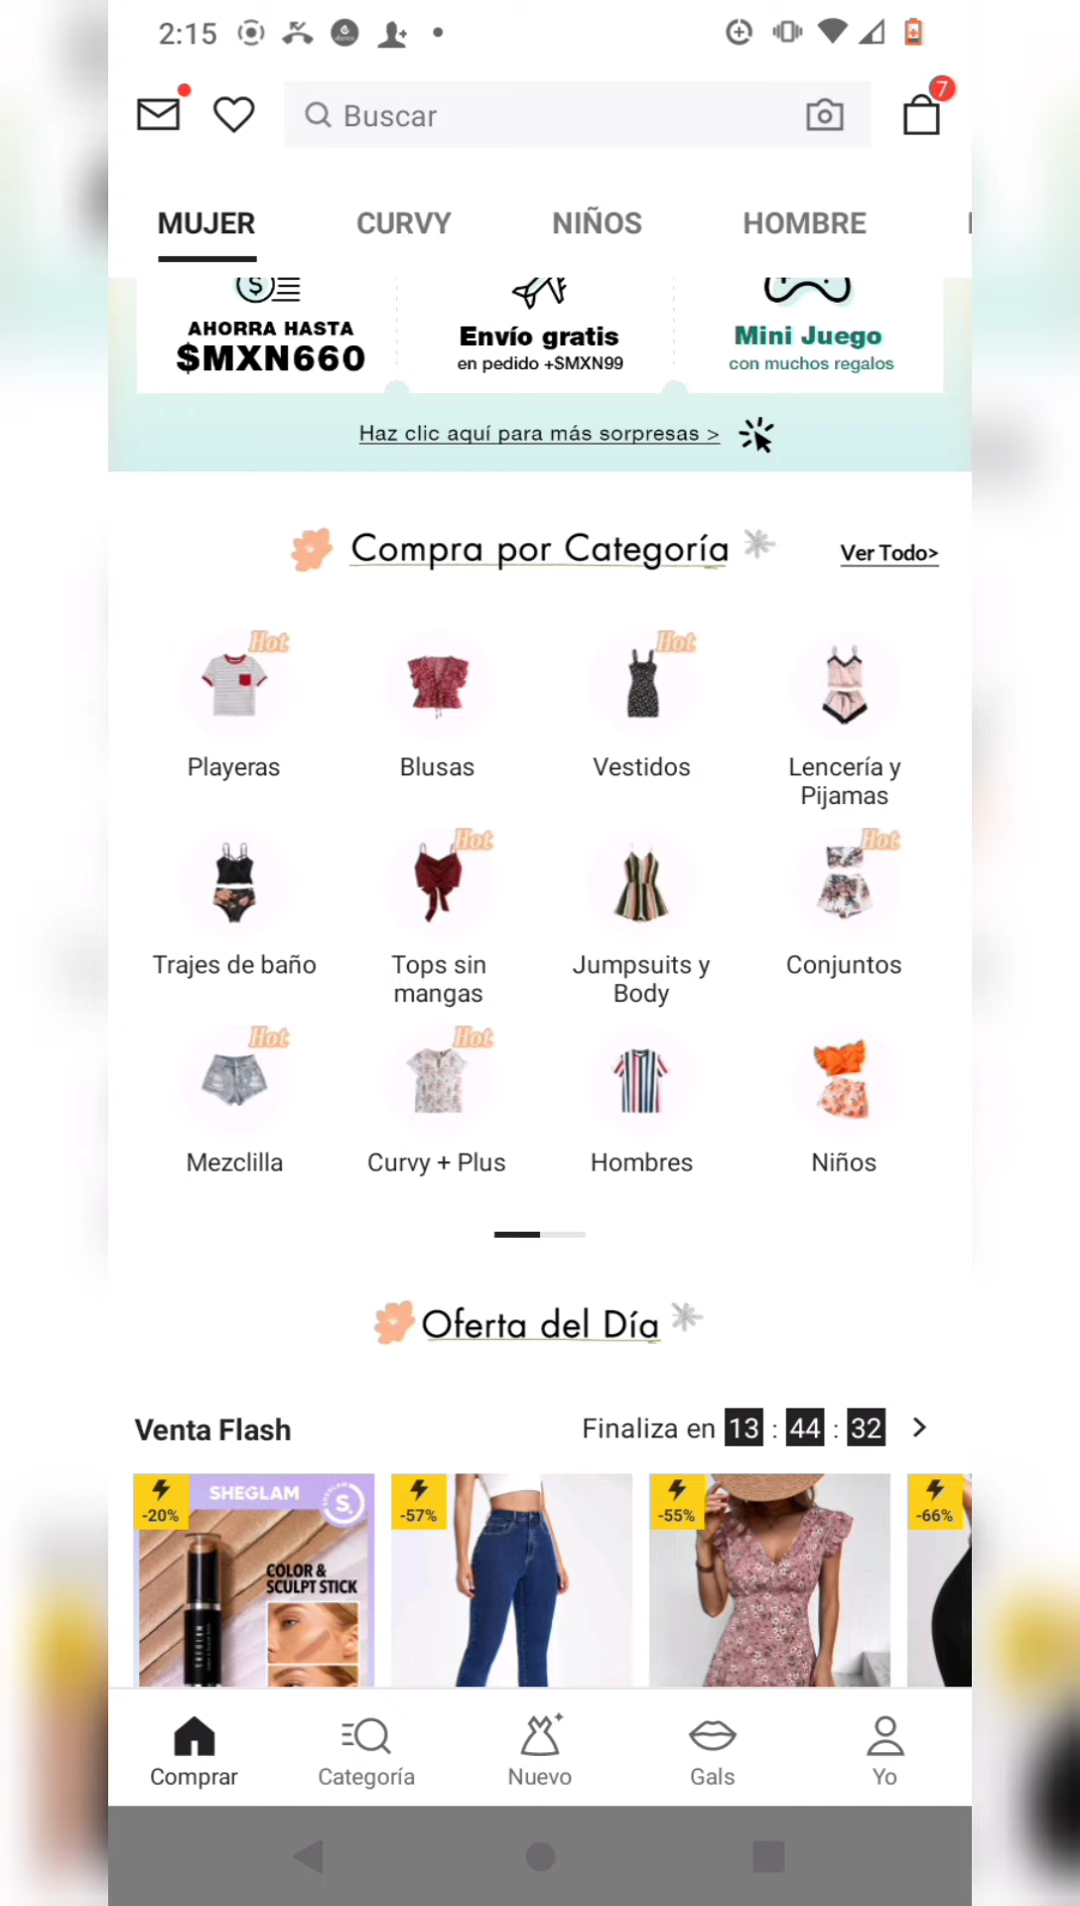 2:15
7
Buscar
MUJER CURVY NIÑOS HOMBRE
$
AHORRA HASTA
$MXN660
Envío gratis
en pedido +$MXN99
Mini Juego
con muchos regalos
Haz clic aquí para más sorpresas >
Compra por Categoría
Ver Todo>
Hot
Hot
Playeras
Blusas
Vestidos
Lencería y
Pijamas
Hot
Hot
Trajes de baño
Tops sin
mangas
Jumpsuits y
Body
Conjuntos
Hot
Hot
Mezclilla
Curvy + Plus
Hombres
Niños
Oferta del Día
Venta Flash
Finaliza en 13 : 44 : 32 >
-20%
SHEGLAM
S.
COLOR &
SCULPT STICK
SHEGLAM
-57%
-55%
-66%
Comprar
Categoría
Nuevo
Gals
Yo